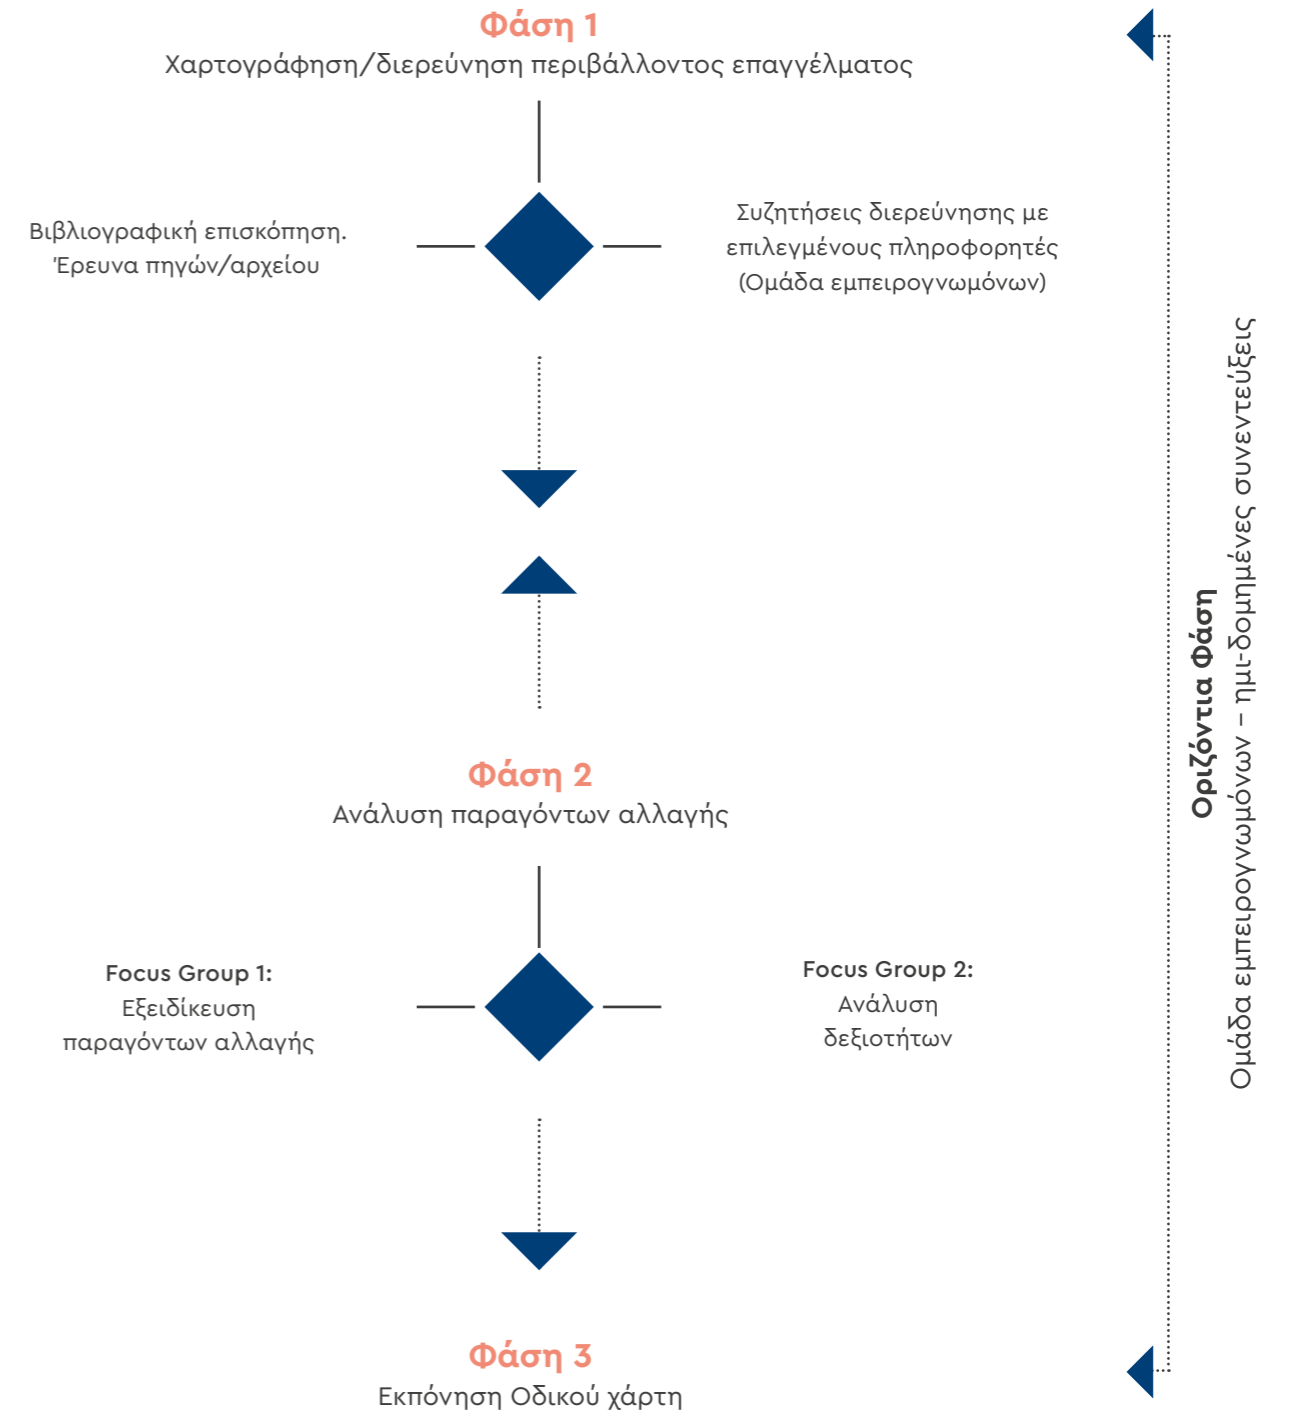 Φάση 1
Χαρτογράφηση/διερεύνηση περιβάλλοντος επαγγέλματος
Βιβλιογραφική επισκόπηση.
Έρευνα πηγών/αρχείου
Συζητήσεις διερεύνησης με
επιλεγμένους πληροφορητές
(Ομάδα εμπειρογνωμόνων)
Φάση 2
Ανάλυση παραγόντων αλλαγής
Focus Group 1:
Εξειδίκευση
παραγόντων αλλαγής
Focus Group 2:
Ανάλυση
δεξιοτήτων
Φάση 3
Εκπόνηση Οδικού χάρτη
Οριζόντια Φάση
Ομάδα εμπειρογνωμόνων – ημι-δομημένες συνεντεύξεις